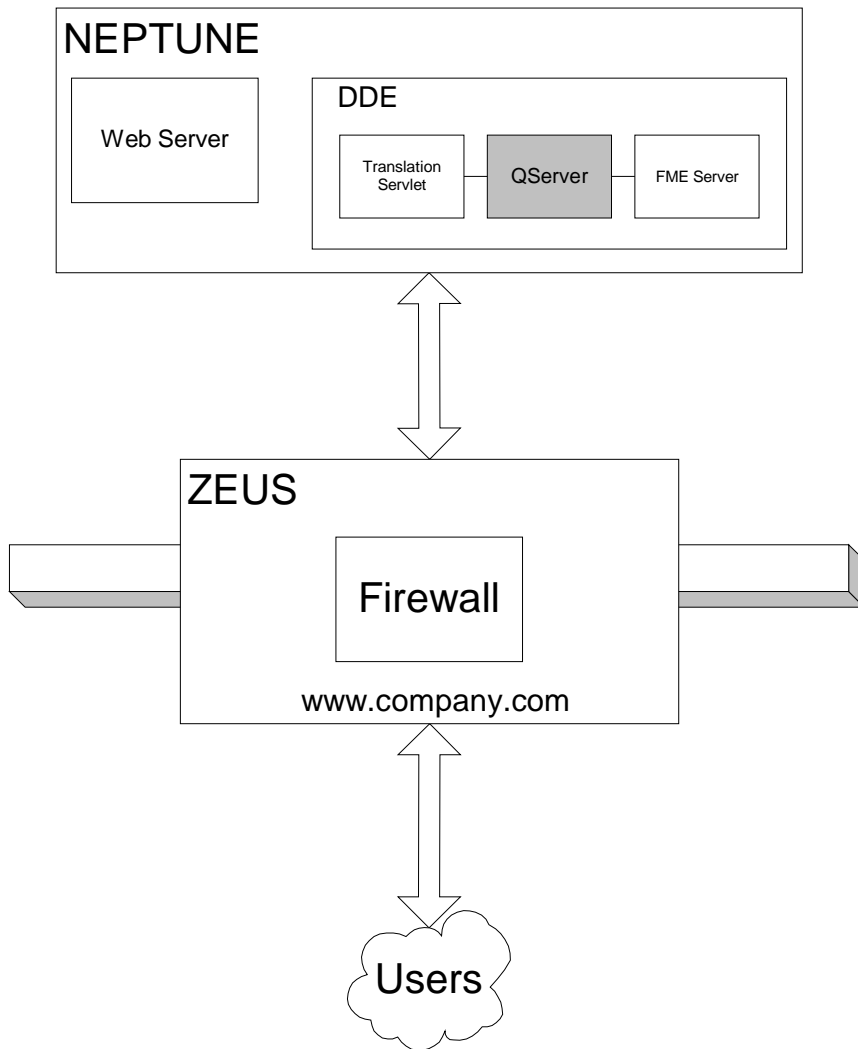 NEPTUNE
Web Server
DDE
Translation
Servlet
QServer
FME Server
ZEUS
Firewall
www.company.com
Users